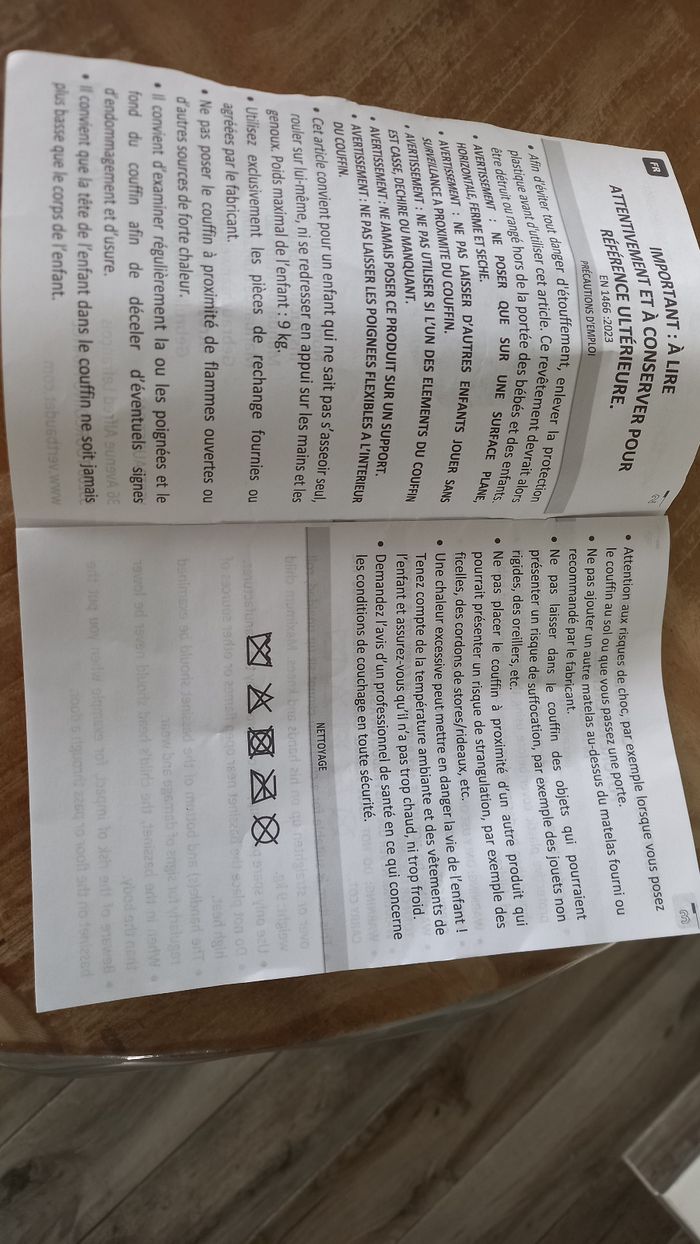 FR
IMPORTANT : À LIRE
ATTENTIVEMENT ET À CONSERVER POUR
RÉFÉRENCE ULTÉRIEURE.
EN 1466 :2023
PRÉCAUTIONS D'EMPLOI
• Afin d'éviter tout danger d'étouffement, enlever la protection
plastique avant d'utiliser cet article. Ce revêtement devrait alors
être détruit ou rangé hors de la portée des bébés et des enfants.
• AVERTISSEMENT : NE POSER QUE SUR UNE SURFACE PLANE,
HORIZONTALE, FERME ET SECHE.
• AVERTISSEMENT : NE PAS LAISSER D'AUTRES ENFANTS JOUER SANS
SURVEILLANCE A PROXIMITE DU COUFFIN.
• AVERTISSEMENT : NE PAS UTILISER SI L'UN DES ELEMENTS DU COUFFIN
EST CASSE, DECHIRE OU MANQUANT.
• AVERTISSEMENT : NE JAMAIS POSER CE PRODUIT SUR UN SUPPORT.
• AVERTISSEMENT : NE PAS LAISSER LES POIGNEES FLEXIBLES A L'INTERIEUR
DU COUFFIN.
• Cet article convient pour un enfant qui ne sait pas s'asseoir seul,
rouler sur lui-même, ni se redresser en appui sur les mains et les
genoux. Poids maximal de l'enfant : 9 kg.
• Utilisez exclusivement les pièces de rechange fournies ou
agréées par le fabricant.
• Ne pas poser le couffin à proximité de flammes ouvertes ou
d'autres sources de forte chaleur.
• Il convient d'examiner régulièrement la ou les poignées et le
fond du couffin afin de déceler d'éventuels signes
d'endommagement et d'usure.
• Il convient que la tête de l'enfant dans le couffin ne soit jamais
plus basse que le corps de l'enfant.
• Attention aux risques de choc, par exemple lorsque vous posez
le couffin au sol ou que vous passez une porte.
• Ne pas ajouter un autre matelas au-dessus du matelas fourni ou
recommandé par le fabricant.
• Ne pas laisser dans le couffin des objets qui pourraient
présenter un risque de suffocation, par exemple des jouets non
rigides, des oreillers, etc.
• Ne pas placer le couffin à proximité d'un autre produit qui
pourrait présenter un risque de strangulation, par exemple des
ficelles, des cordons de stores/rideaux, etc.
• Une chaleur excessive peut mettre en danger la vie de l'enfant !
Tenez compte de la température ambiante et des vêtements de
l'enfant et assurez-vous qu'il n'a pas trop chaud, ni trop froid.
• Demandez l'avis d'un professionnel de santé en ce qui concerne
les conditions de couchage en toute sécurité.
NETTOYAGE